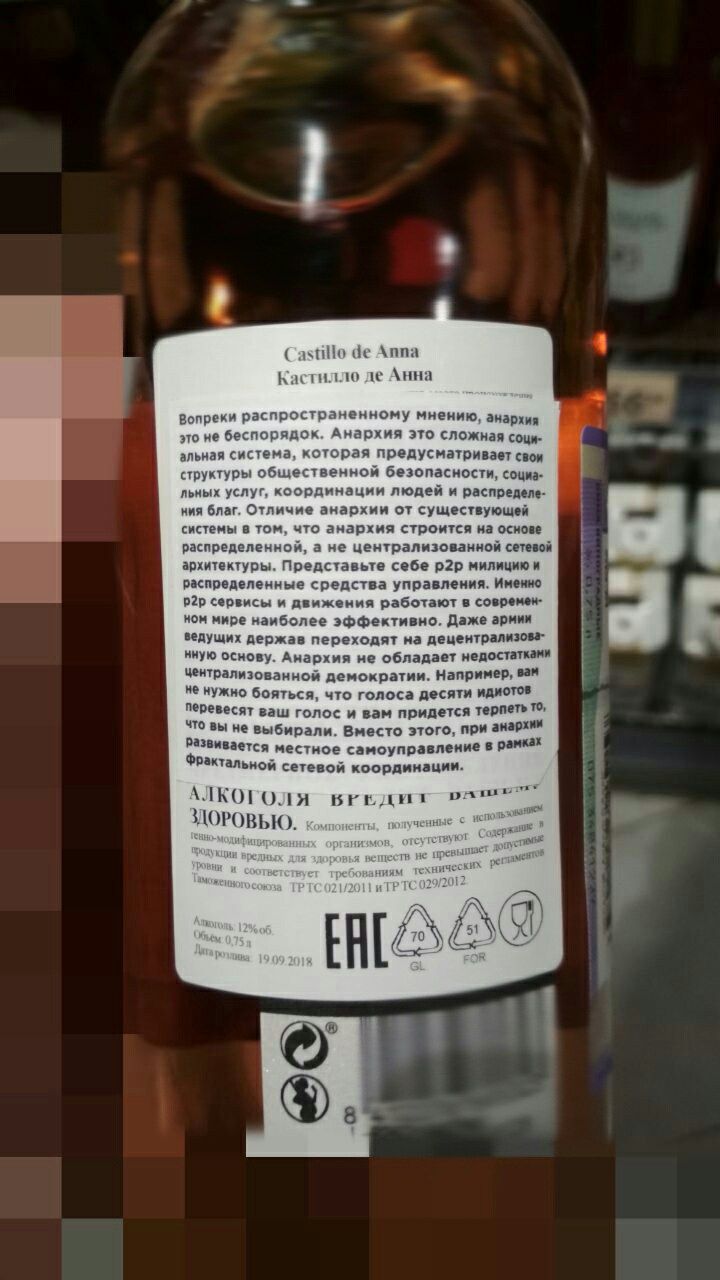 Castillo de Anna
Кастилло де Анна
Вопреки распространенному мнению, анархия
это не беспорядок. Анархия это сложная соци-
альная система, которая предусматривает свои
структуры общественной безопасности, социа-
льных услуг, координации людей и распределе-
ния благ. Отличие анархии от существующей
системы в том, что анархия строится на основе
распределенной, а не централизованной сетевой
архитектуры. Представьте себе p2p милицию и
распределенные средства управления. Именно
p2p сервисы и движения работают в современ-
ном мире наиболее эффективно. Даже армии
ведущих держав переходят на децентрализова-
нную основу. Анархия не обладает недостатками
централизованной демократии. Например, вам
не нужно бояться, что голоса десяти идиотов
перевесят ваш голос и вам придется терпеть то,
что вы не выбирали. Вместо этого, при анархии
развивается местное самоуправление в рамках
фрактальной сетевой координации.
АЛКОГОЛЯ ВРЕДИТ ВАШЕМУ
ЗДОРОВЬЮ. Компоненты, полученные с использованием
генно-модифицированных организмов, отсутствуют. Содержание в
продукции вредных для здоровья веществ не превышает допустимые
уровни и соответствует требованиям технических регламентов
Таможенного союза ТР ТС 021/2011 и ТР ТС 029/2012.
Алкоголь: 12% об.
Объём: 0,75 л
Дата розлива: 19.09.2018
EAC
70
GL
51
FOR
®
8